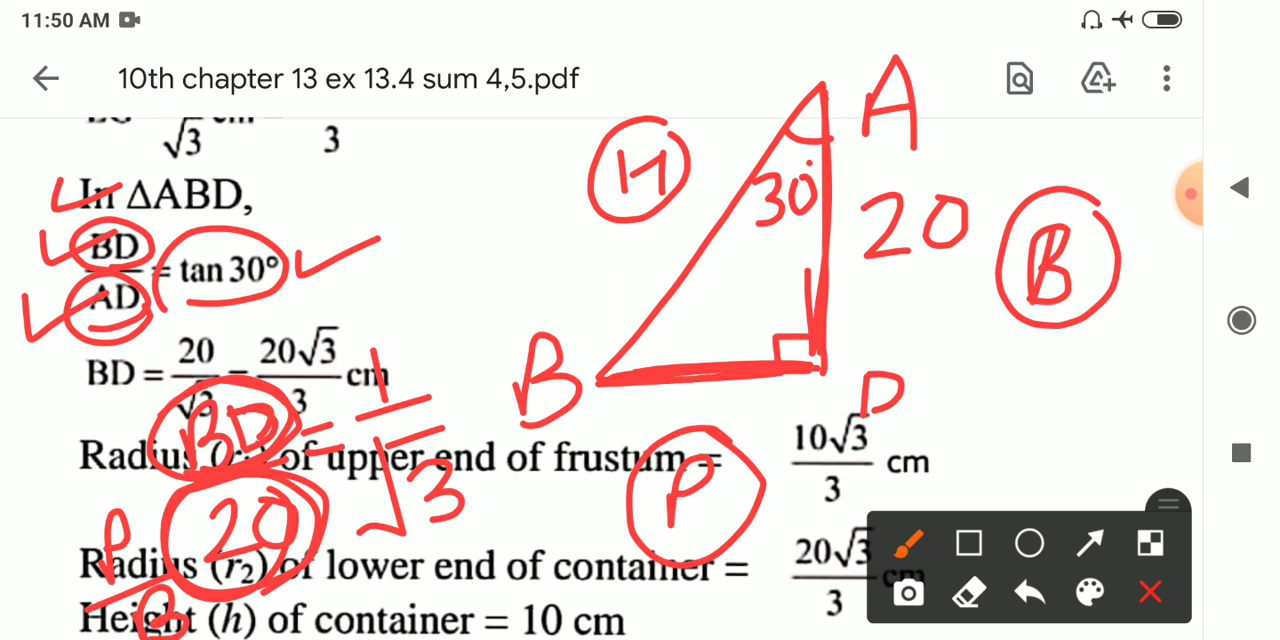 11:50 AM
10th chapter 13 ex 13.4 sum 4,5.pdf
√3 cm 3
In ΔABD,
BD/AD = tan 30°
BD = 20/√3 = 20√3/3 cm
BD/20 = 1/√3
P/B
H
30°
A
20
B
B
D
P
Radius of upper end of frustum = 10√3/3 cm
Radius (r₂) of lower end of container = 20√3/3 cm
Height (h) of container = 10 cm